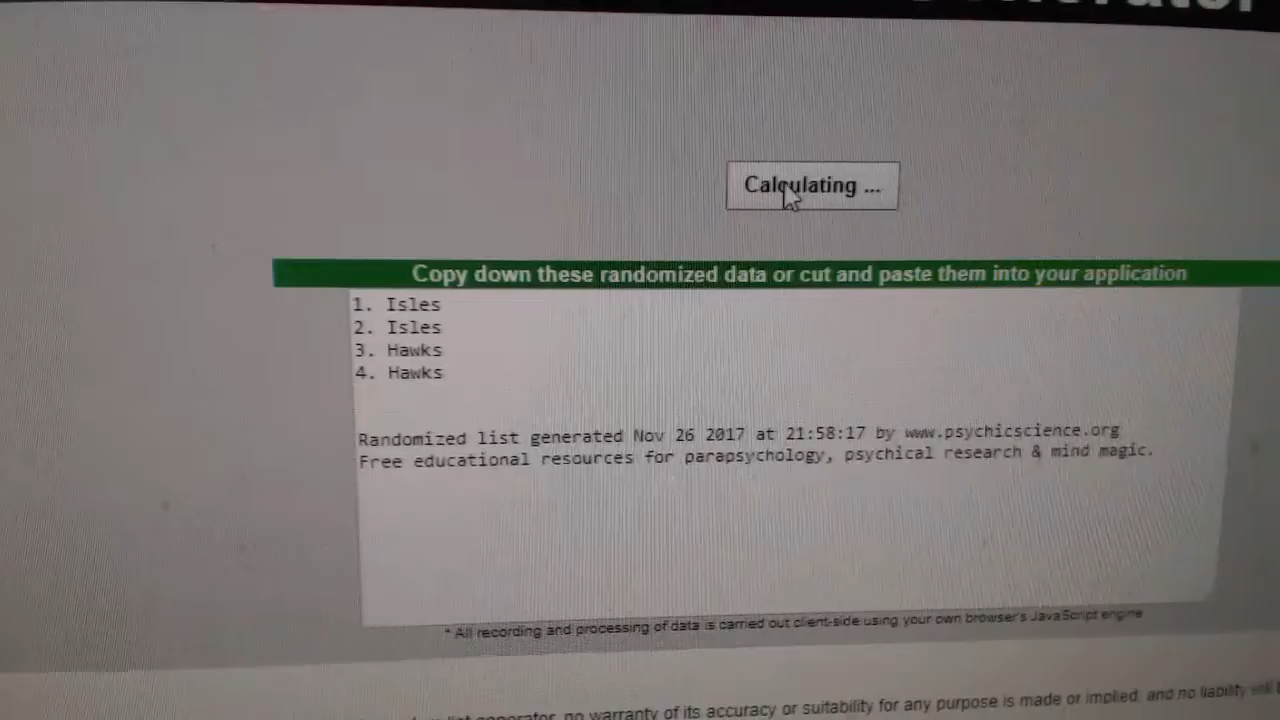 Calculating ...
Copy down these randomized data or cut and paste them into your application
1. Isles
2. Isles
3. Hawks
4. Hawks
Randomized list generated Nov 26 2017 at 21:58:17 by www.psychicscience.org
Free educational resources for parapsychology, psychical research & mind magic.
* All recording and processing of data is carried out client-side using your own browser's JavaScript engine
generator, no warranty of its accuracy or suitability for any purpose is made or implied, and no liability will